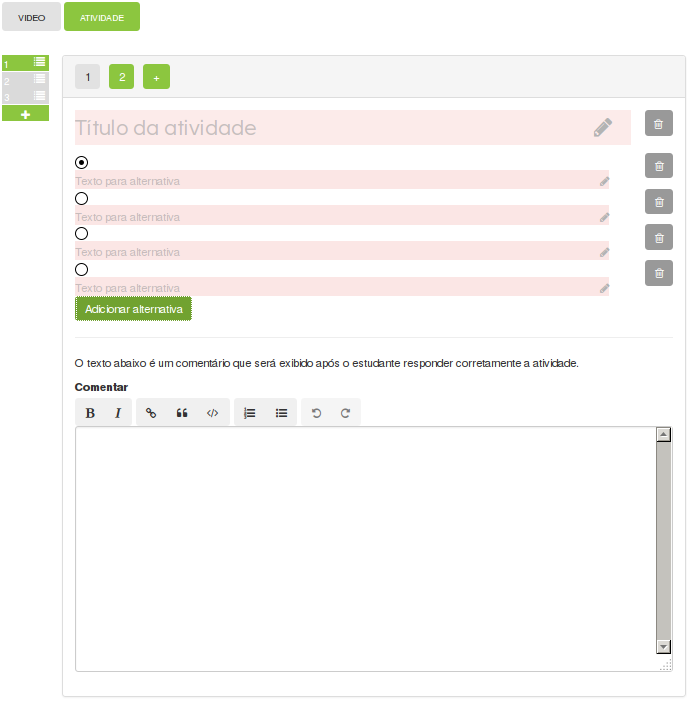 VIDEO ATIVIDADE
1
2
3
1 2 +
Título da atividade
Texto para alternativa
Texto para alternativa
Texto para alternativa
Texto para alternativa
Adicionar alternativa
O texto abaixo é um comentário que será exibido após o estudante responder corretamente a atividade.
Comentar
B I